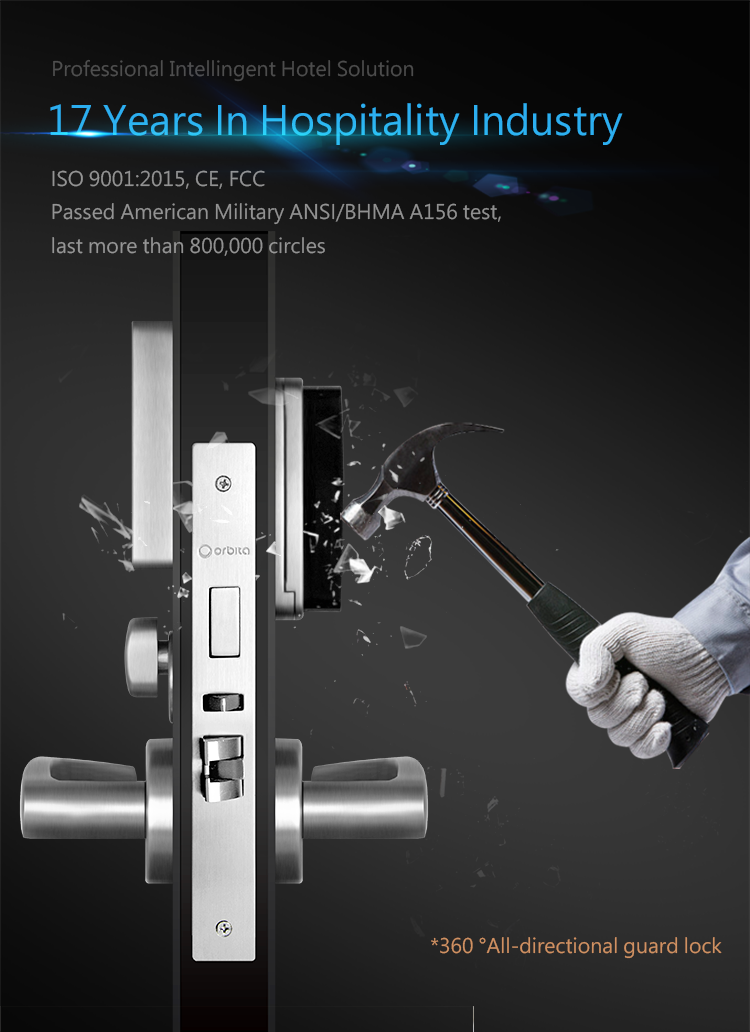 Professional Intellingent Hotel Solution
17 Years In Hospitality Industry
ISO 9001:2015, CE, FCC
Passed American Military ANSI/BHMA A156 test,
last more than 800,000 circles
orbita
*360 °All-directional guard lock